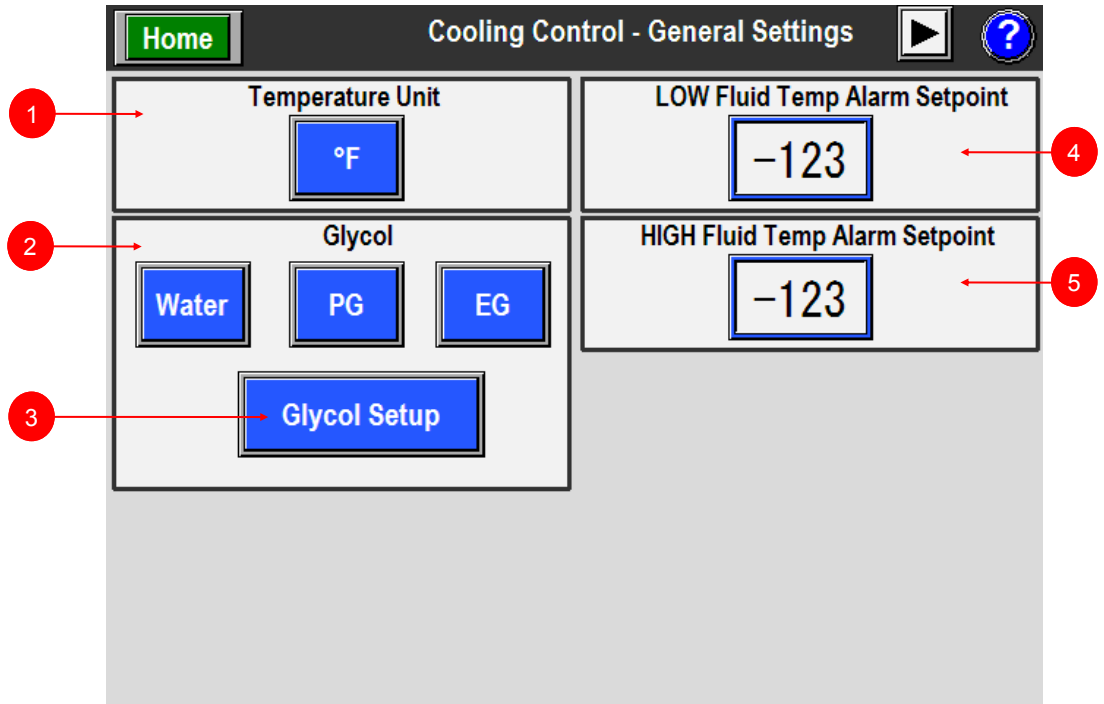 Home
Cooling Control - General Settings
?
1
Temperature Unit
°F
LOW Fluid Temp Alarm Setpoint
−123
4
2
Glycol
Water
PG
EG
HIGH Fluid Temp Alarm Setpoint
−123
5
3
Glycol Setup